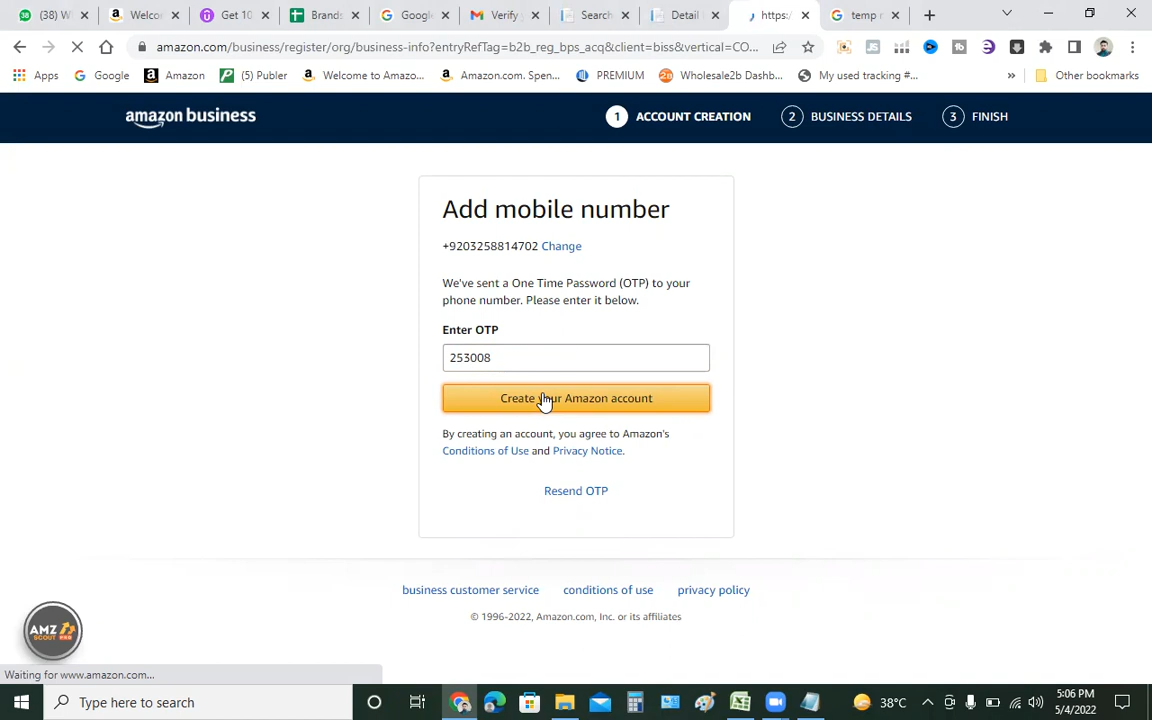 (38) W
Welco
Get 10
Brands
Google
Verify
Search
Detail
https:/
temp r
amazon.com/business/register/org/business-info?entryRefTag=b2b_reg_bps_acq&client=biss&vertical=CO...
Apps
Google
Amazon
(5) Publer
Welcome to Amazo...
Amazon.com. Spen...
PREMIUM
Wholesale2b Dashb...
My used tracking #...
»
Other bookmarks
amazon business
1 ACCOUNT CREATION
2 BUSINESS DETAILS
3 FINISH
Add mobile number
+9203258814702 Change
We've sent a One Time Password (OTP) to your
phone number. Please enter it below.
Enter OTP
253008
Create your Amazon account
By creating an account, you agree to Amazon's
Conditions of Use and Privacy Notice.
Resend OTP
business customer service
conditions of use
privacy policy
© 1996-2022, Amazon.com, Inc. or its affiliates
AMZ
SCOUT PRO
Waiting for www.amazon.com...
Type here to search
38°C
5:06 PM
5/4/2022